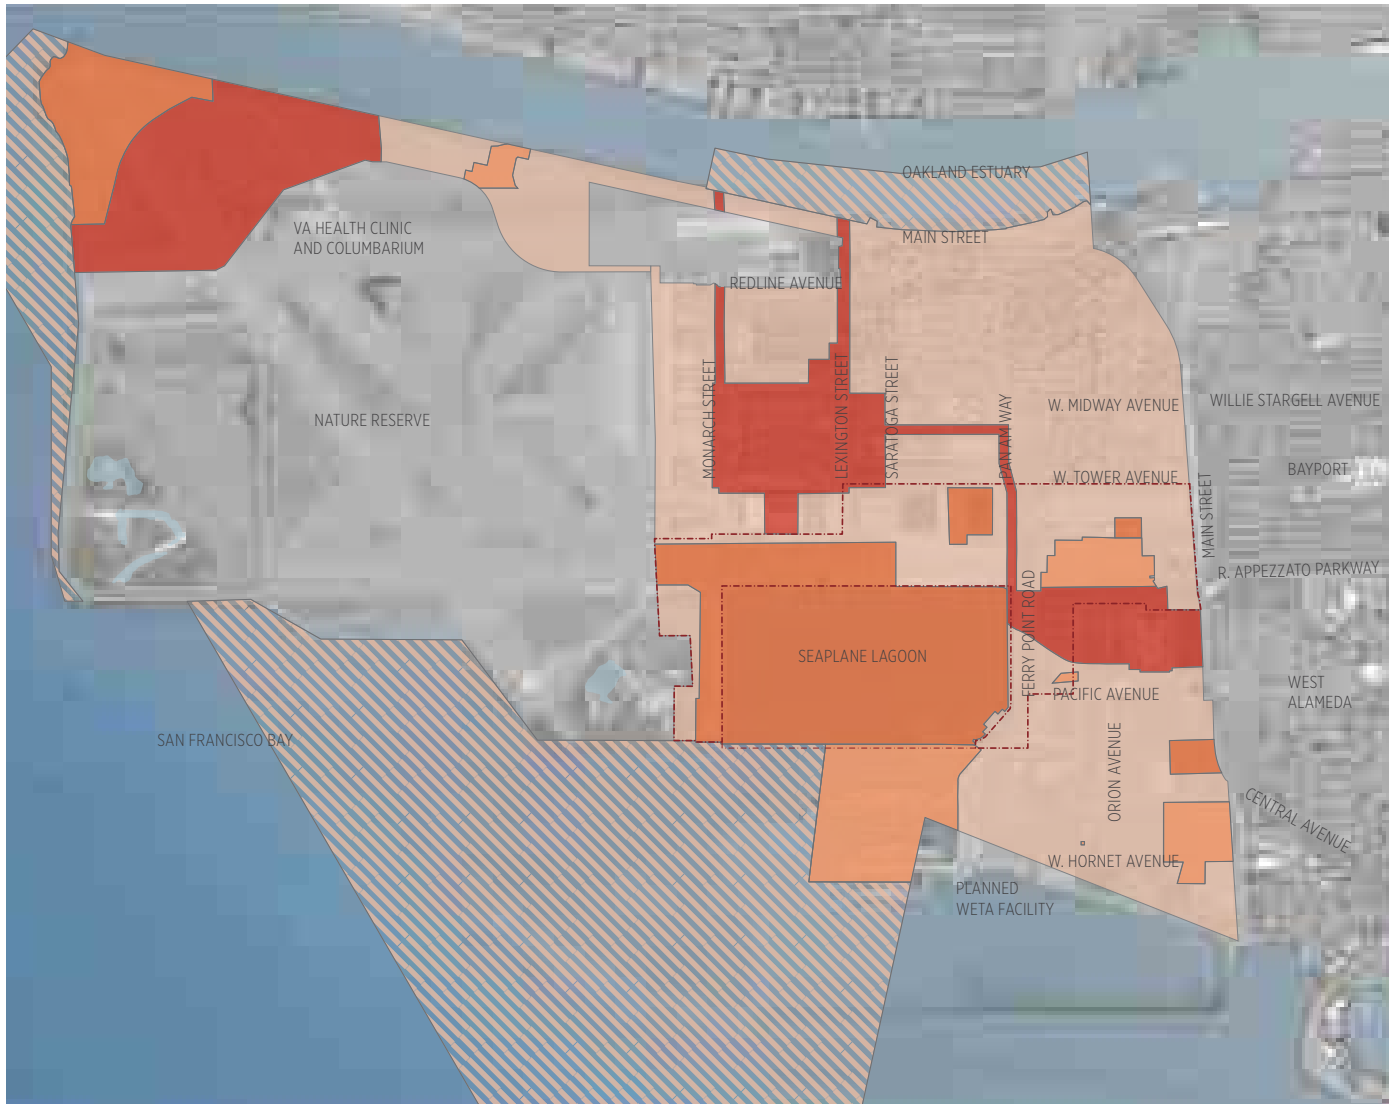 OAKLAND ESTUARY
MAIN STREET
VA HEALTH CLINIC
AND COLUMBARIUM
REDLINE AVENUE
MONARCH STREET
LEXINGTON STREET
SARATOGA STREET
PAN AM WAY
W. MIDWAY AVENUE
WILLIE STARGELL AVENUE
NATURE RESERVE
BAYPORT
W. TOWER AVENUE
MAIN STREET
R. APPEZZATO PARKWAY
FERRY POINT ROAD
SEAPLANE LAGOON
WEST
ALAMEDA
PACIFIC AVENUE
SAN FRANCISCO BAY
ORION AVENUE
CENTRAL AVENUE
W. HORNET AVENUE
PLANNED
WETA FACILITY